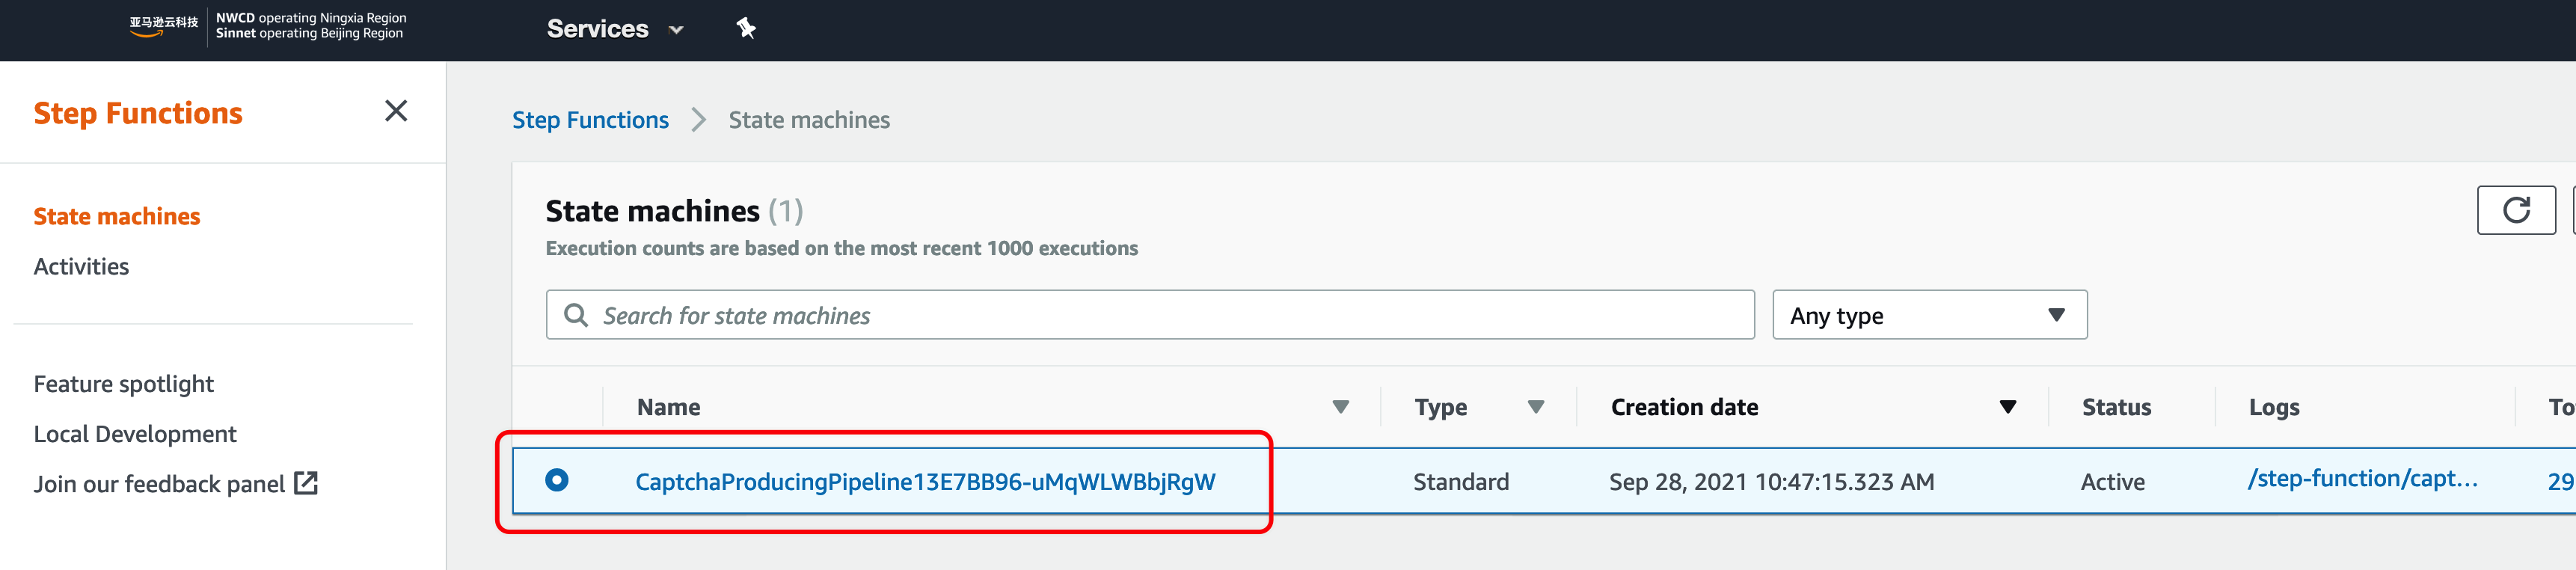 亚马逊云科技
NWCD operating Ningxia Region
Sinnet operating Beijing Region
Services
Step Functions
State machines
Activities
Feature spotlight
Local Development
Join our feedback panel
Step Functions State machines
State machines (1)
Execution counts are based on the most recent 1000 executions
Search for state machines
Any type
Name Type Creation date Status Logs To
CaptchaProducingPipeline13E7BB96-uMqWLWBbjRgW Standard Sep 28, 2021 10:47:15.323 AM Active /step-function/capt... 29